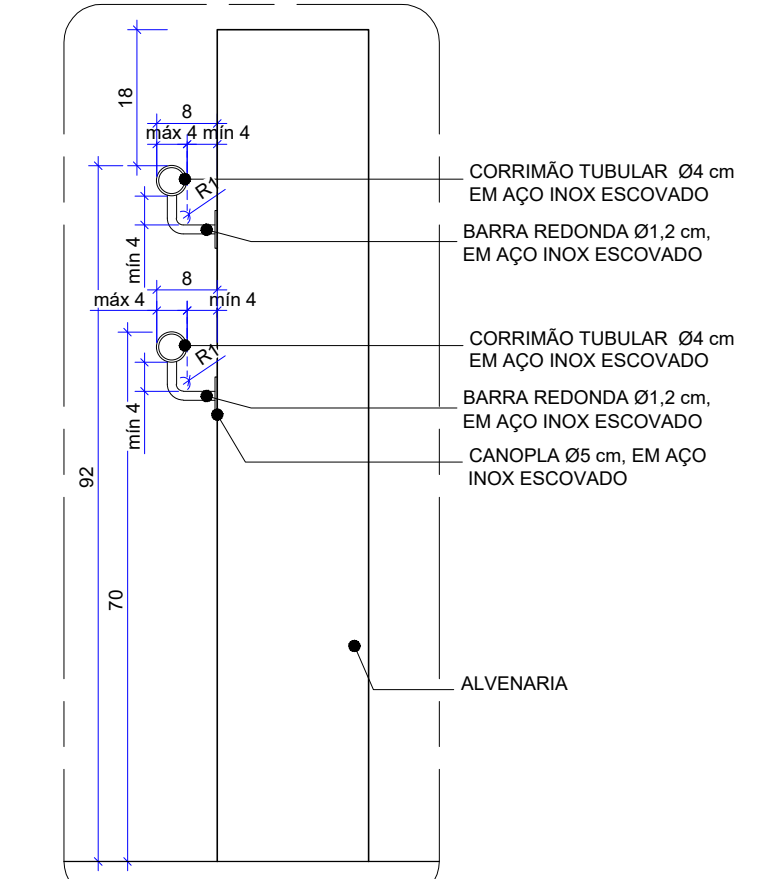 18
8
máx 4 mín 4
R1
CORRIMÃO TUBULAR Ø4 cm
EM AÇO INOX ESCOVADO
BARRA REDONDA Ø1,2 cm,
EM AÇO INOX ESCOVADO
mín 4
8
máx 4 mín 4
R1
CORRIMÃO TUBULAR Ø4 cm
EM AÇO INOX ESCOVADO
BARRA REDONDA Ø1,2 cm,
EM AÇO INOX ESCOVADO
mín 4
CANOPLA Ø5 cm, EM AÇO
INOX ESCOVADO
92
70
ALVENARIA